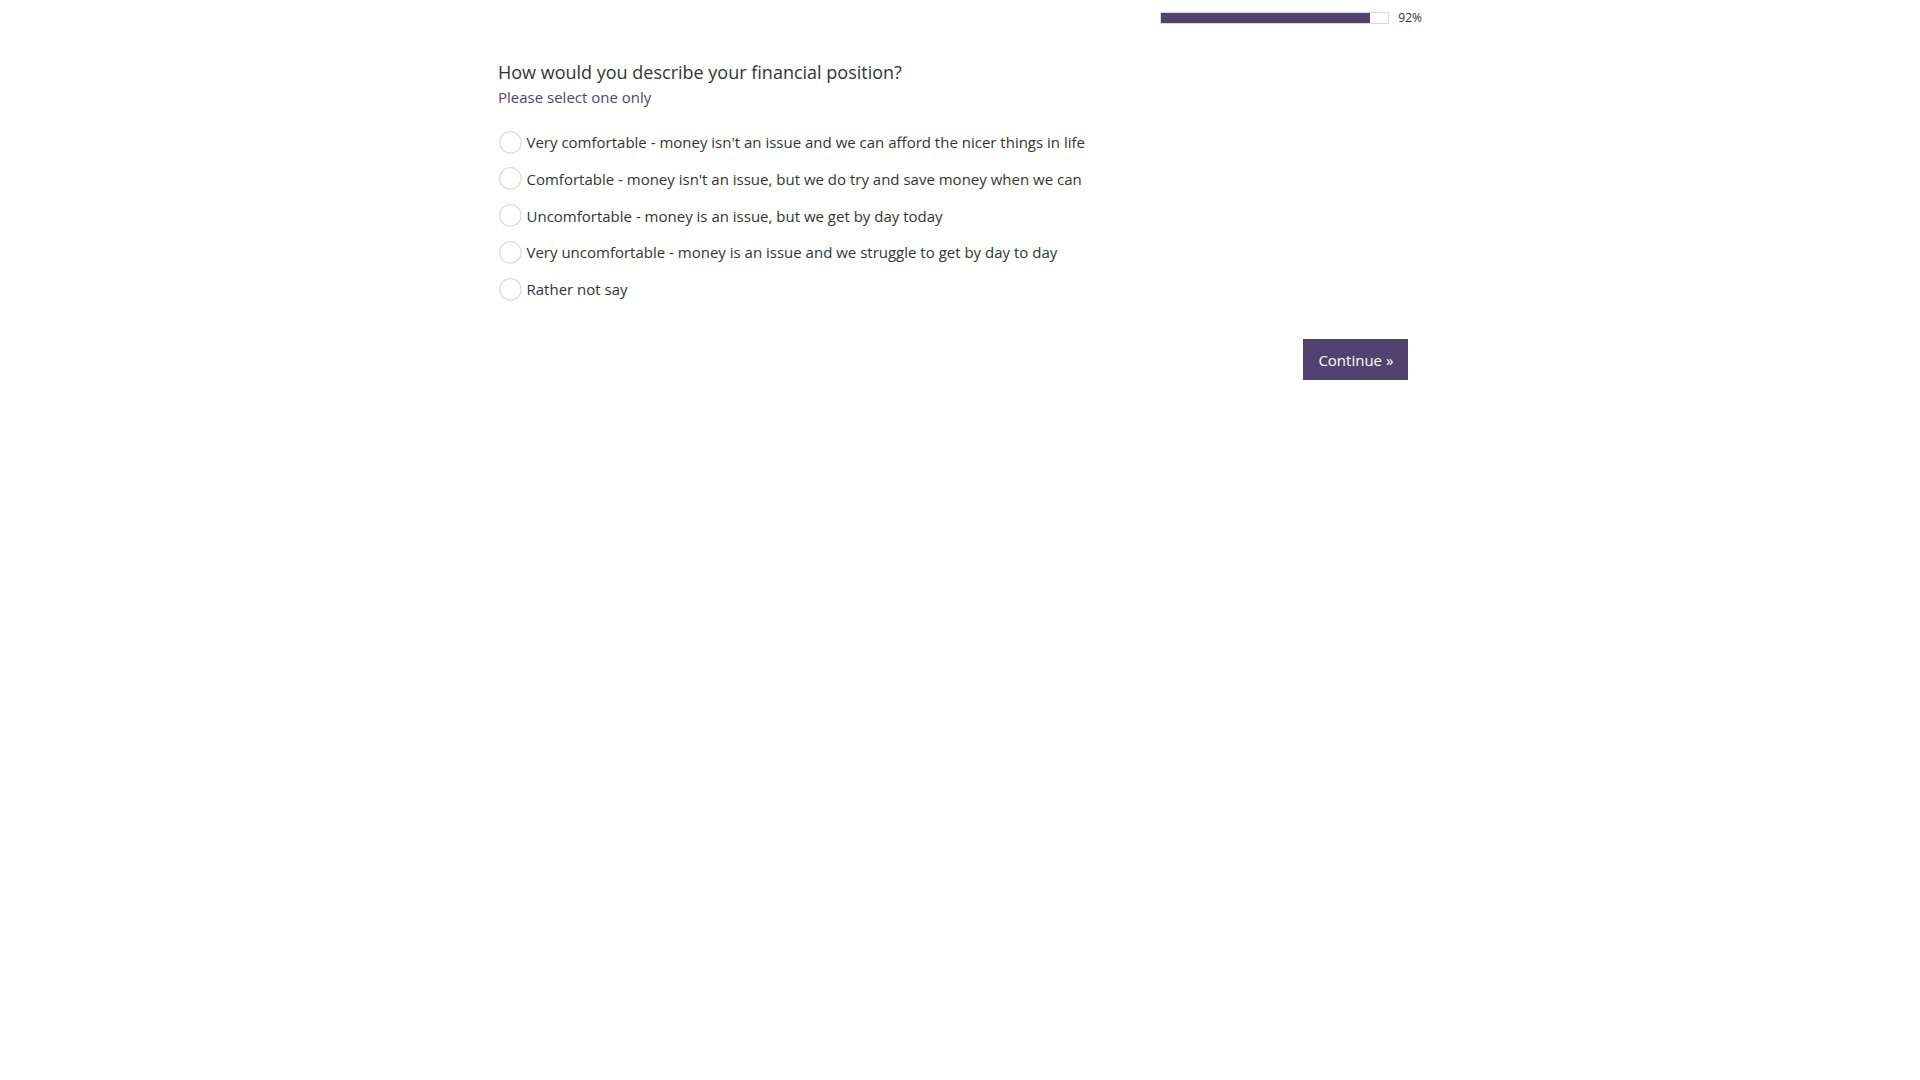 92%
How would you describe your financial position?
Please select one only
Very comfortable - money isn't an issue and we can afford the nicer things in life
Comfortable - money isn't an issue, but we do try and save money when we can
Uncomfortable - money is an issue, but we get by day today
Very uncomfortable - money is an issue and we struggle to get by day to day
Rather not say
Continue »